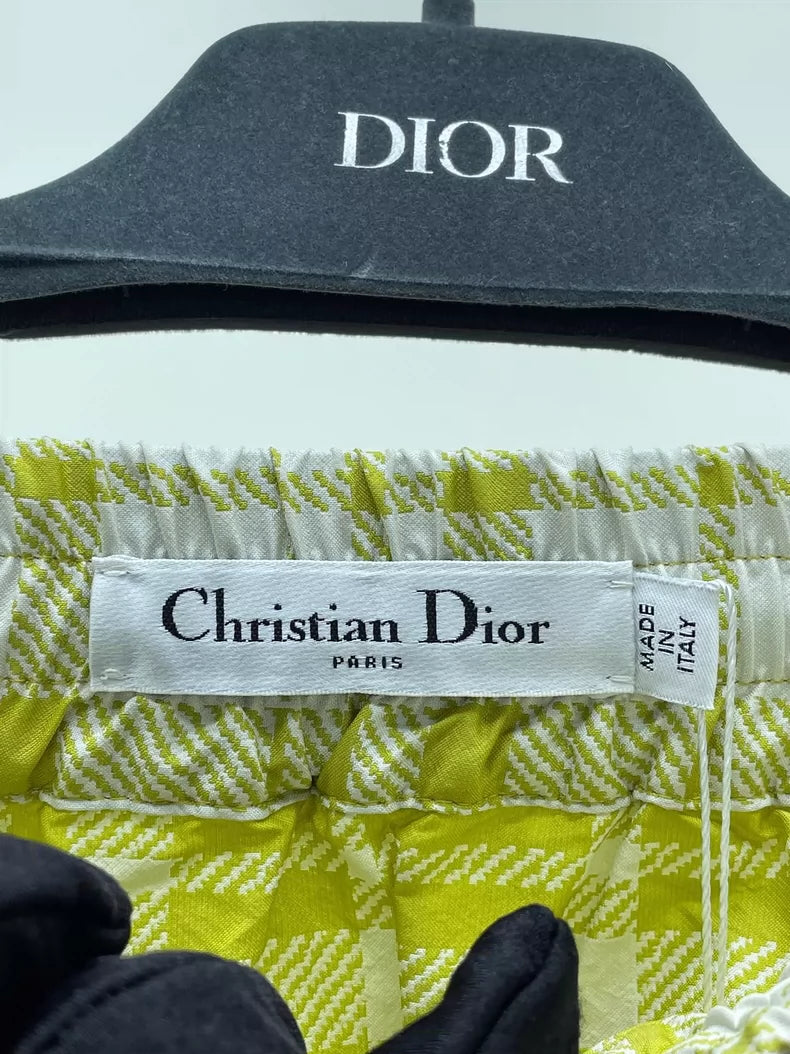 DIOR
Christian Dior
PARIS
MADE
IN
ITALY